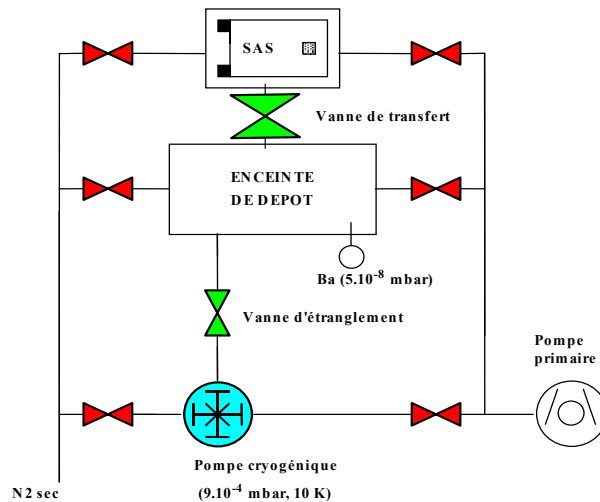 SAS
Vanne de transfert
ENCEINTE
DE DEPOT
Ba (5.10⁻⁸ mbar)
Vanne d'étranglement
Pompe
primaire
Pompe cryogénique
(9.10⁻⁴ mbar, 10 K)
N2 sec